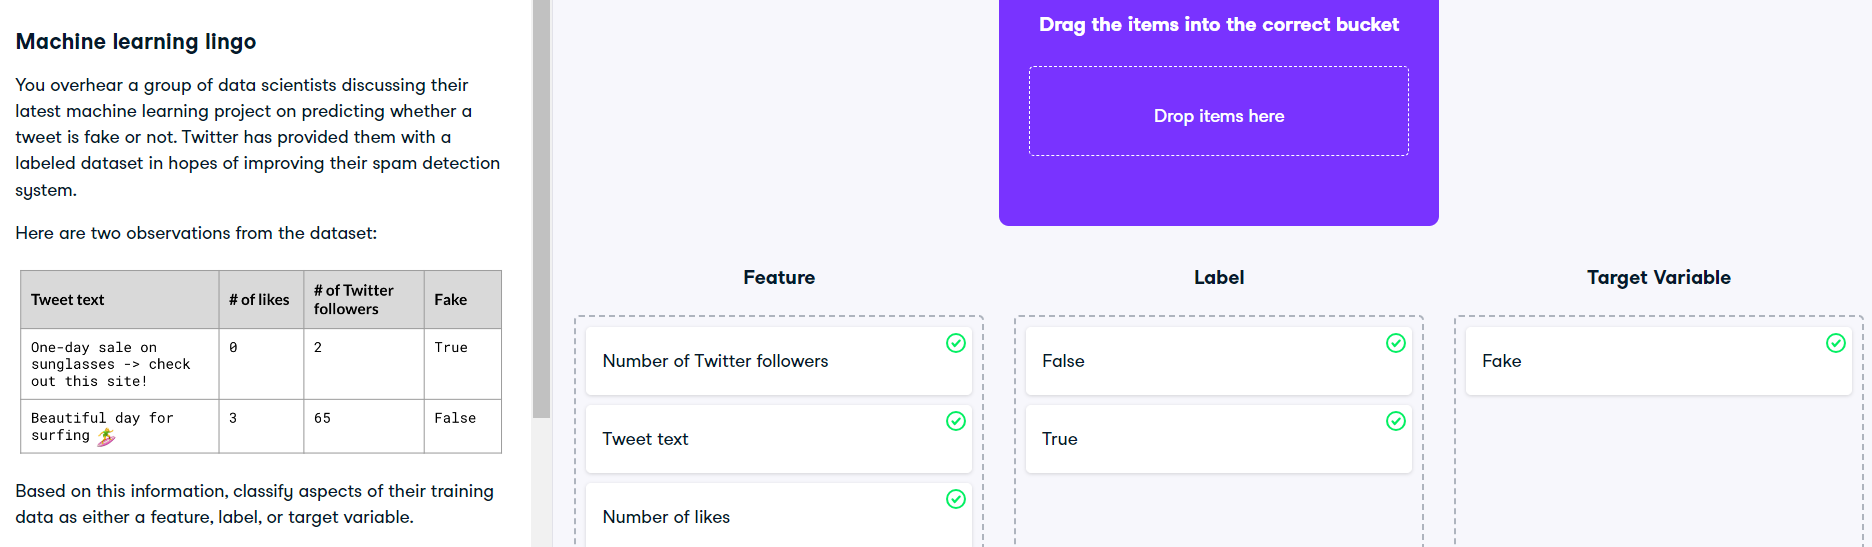 Machine learning lingo
You overhear a group of data scientists discussing their
latest machine learning project on predicting whether a
tweet is fake or not. Twitter has provided them with a
labeled dataset in hopes of improving their spam detection
system.
Here are two observations from the dataset:
Tweet text # of likes # of Twitter followers Fake
One-day sale on sunglasses -> check out this site! 0 2 True
Beautiful day for surfing 🏄 3 65 False
Based on this information, classify aspects of their training
data as either a feature, label, or target variable.
Drag the items into the correct bucket
Drop items here
Feature
Number of Twitter followers
Tweet text
Number of likes
Label
False
True
Target Variable
Fake